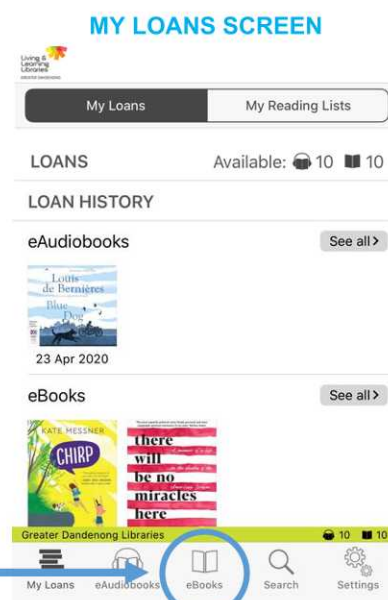 MY LOANS SCREEN
Living &
Learning
Libraries
GREATER DANDENONG
My Loans
My Reading Lists
LOANS
Available: 10 10
LOAN HISTORY
eAudiobooks
See all >
Louis
de Bernières
Blue
Dog
23 Apr 2020
eBooks
See all >
KATE MESSNER
CHIRP
there
will
be no
miracles
here
Greater Dandenong Libraries
10 10
My Loans
eAudiobooks
eBooks
Search
Settings